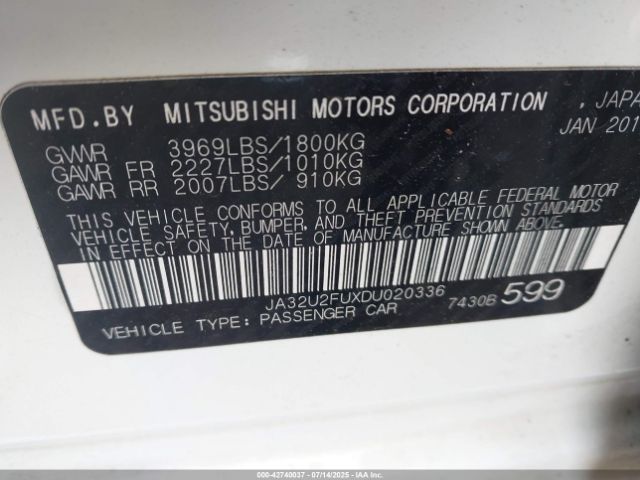 MFD.BY MITSUBISHI MOTORS CORPORATION , JAPA
JAN 201
GVWR 3969LBS/1800KG
GAWR FR 2227LBS/1010KG
GAWR RR 2007LBS/ 910KG
THIS VEHICLE CONFORMS TO ALL APPLICABLE FEDERAL MOTOR
VEHICLE SAFETY, BUMPER, AND THEFT PREVENTION STANDARDS
IN EFFECT ON THE DATE OF MANUFACTURE SHOWN ABOVE.
JA32U2FUXDU020336
VEHICLE TYPE: PASSENGER CAR 7430B 599
000-42740037 - 07/14/2025 - IAAI Inc.